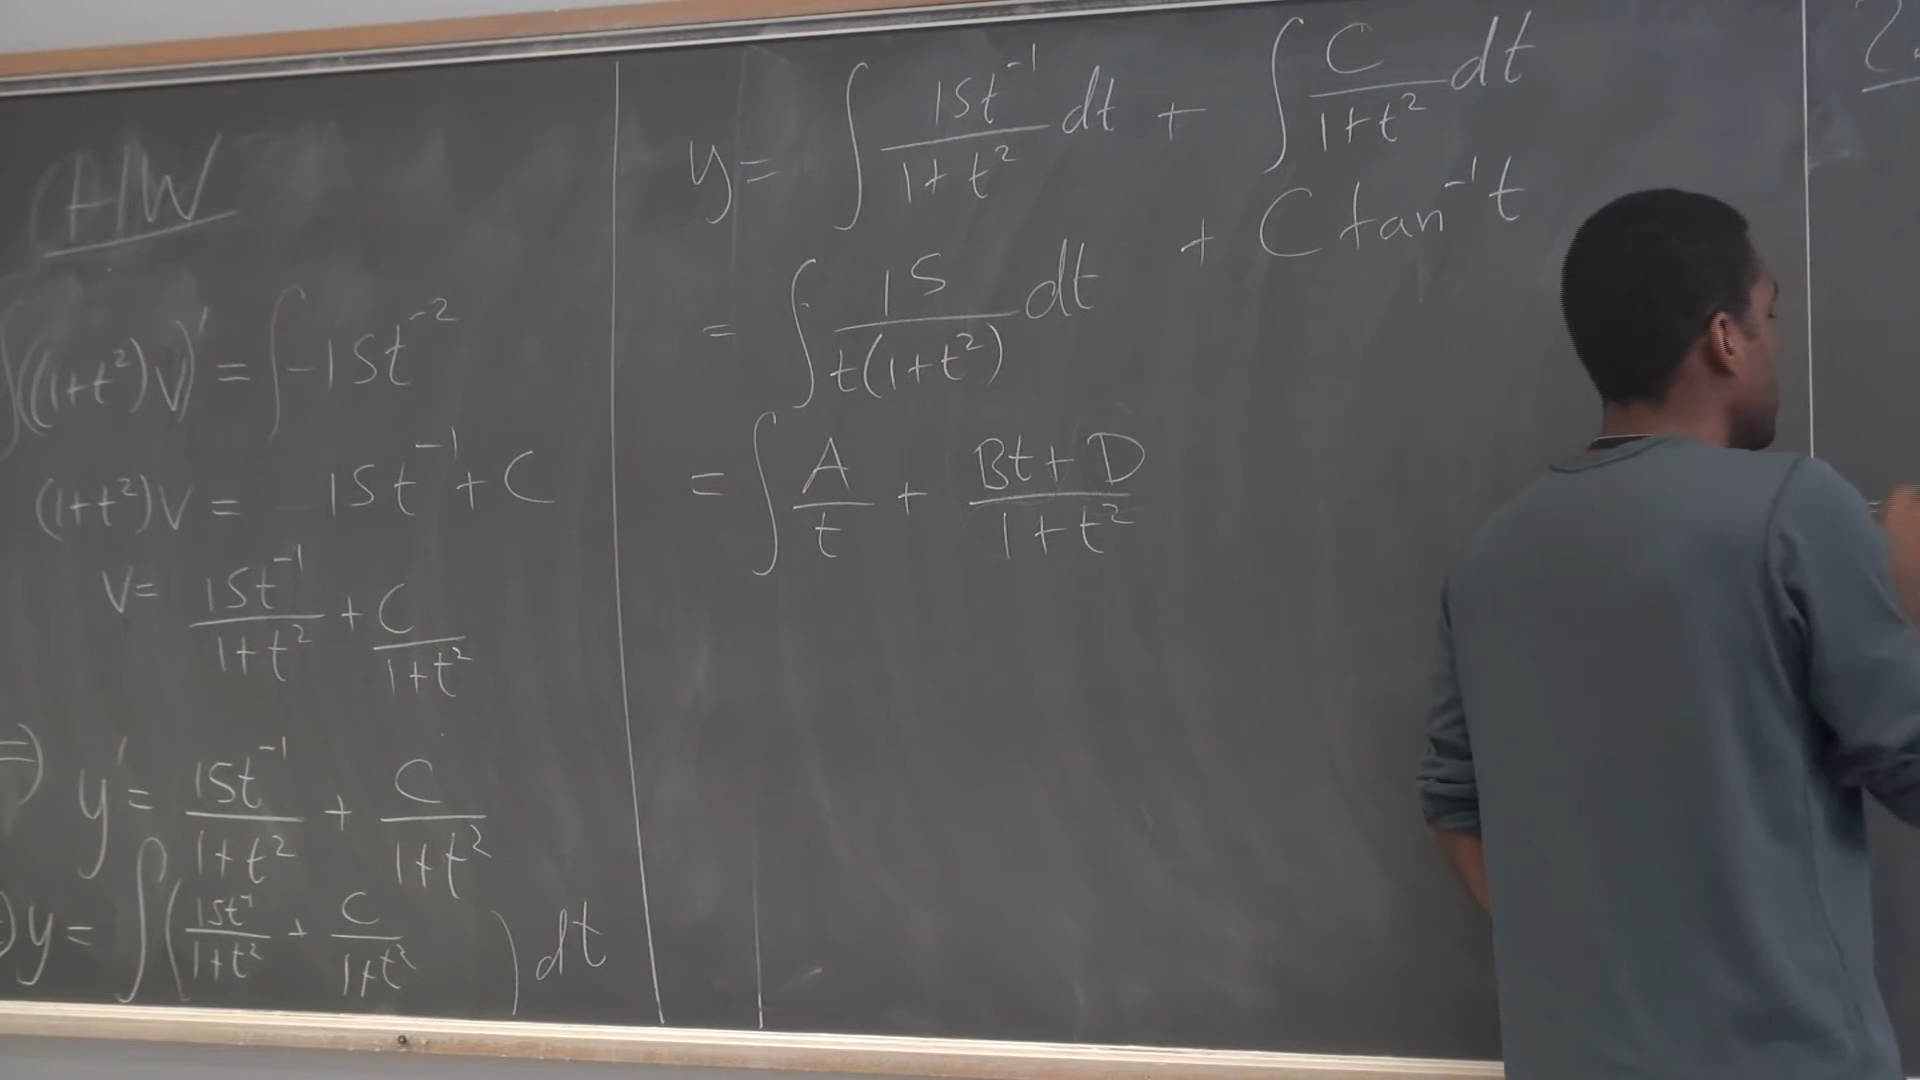 H/W
∫((1+t²)v)' = ∫-15t⁻²
(1+t²)v = 15t⁻¹ + C
v = 15t⁻¹/(1+t²) + C/(1+t²)
⇒ y' = 15t⁻¹/(1+t²) + C/(1+t²)
y = ∫(15t⁻¹/(1+t²) + C/(1+t²)) dt
y = ∫ 15t⁻¹/(1+t²) dt + ∫ C/(1+t²) dt
= ∫ 15/(t(1+t²)) dt + C tan⁻¹t
= ∫ A/t + (Bt+D)/(1+t²)